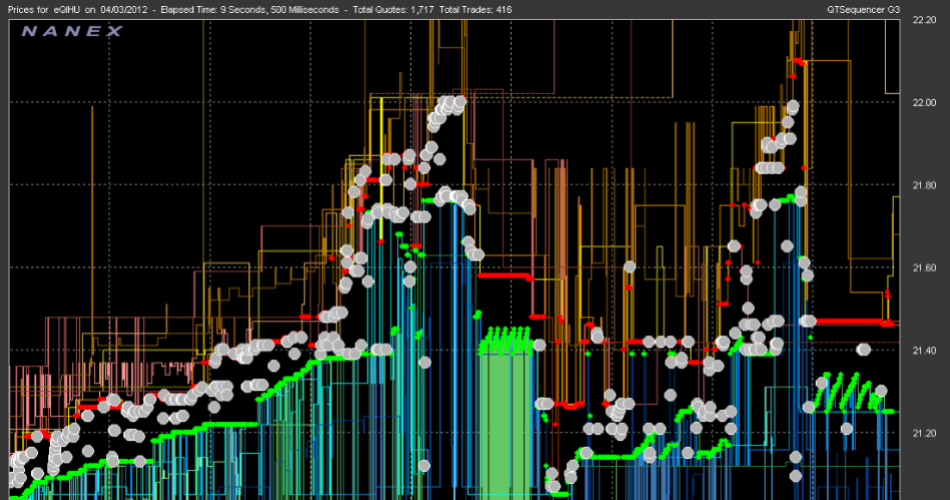 Prices for eQIHU on 04/03/2012 - Elapsed Time: 9 Seconds, 500 Milliseconds - Total Quotes: 1,717 Total Trades: 416
QTSequencer G3
NANEX
22.20
22.00
21.80
21.60
21.40
21.20